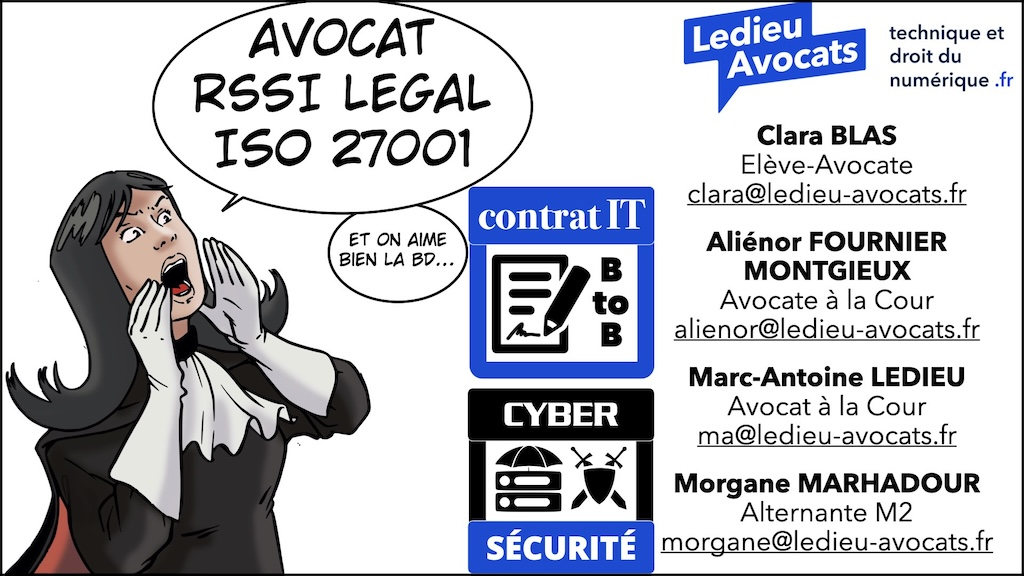 AVOCAT
RSSI LEGAL
ISO 27001
ET ON AIME
BIEN LA BD...
contrat IT
B
to
B
CYBER
SÉCURITÉ
Ledieu
Avocats
technique et
droit du
numérique .fr
Clara BLAS
Elève-Avocate
clara@ledieu-avocats.fr
Aliénor FOURNIER
MONTGIEUX
Avocate à la Cour
alienor@ledieu-avocats.fr
Marc-Antoine LEDIEU
Avocat à la Cour
ma@ledieu-avocats.fr
Morgane MARHADOUR
Alternante M2
morgane@ledieu-avocats.fr